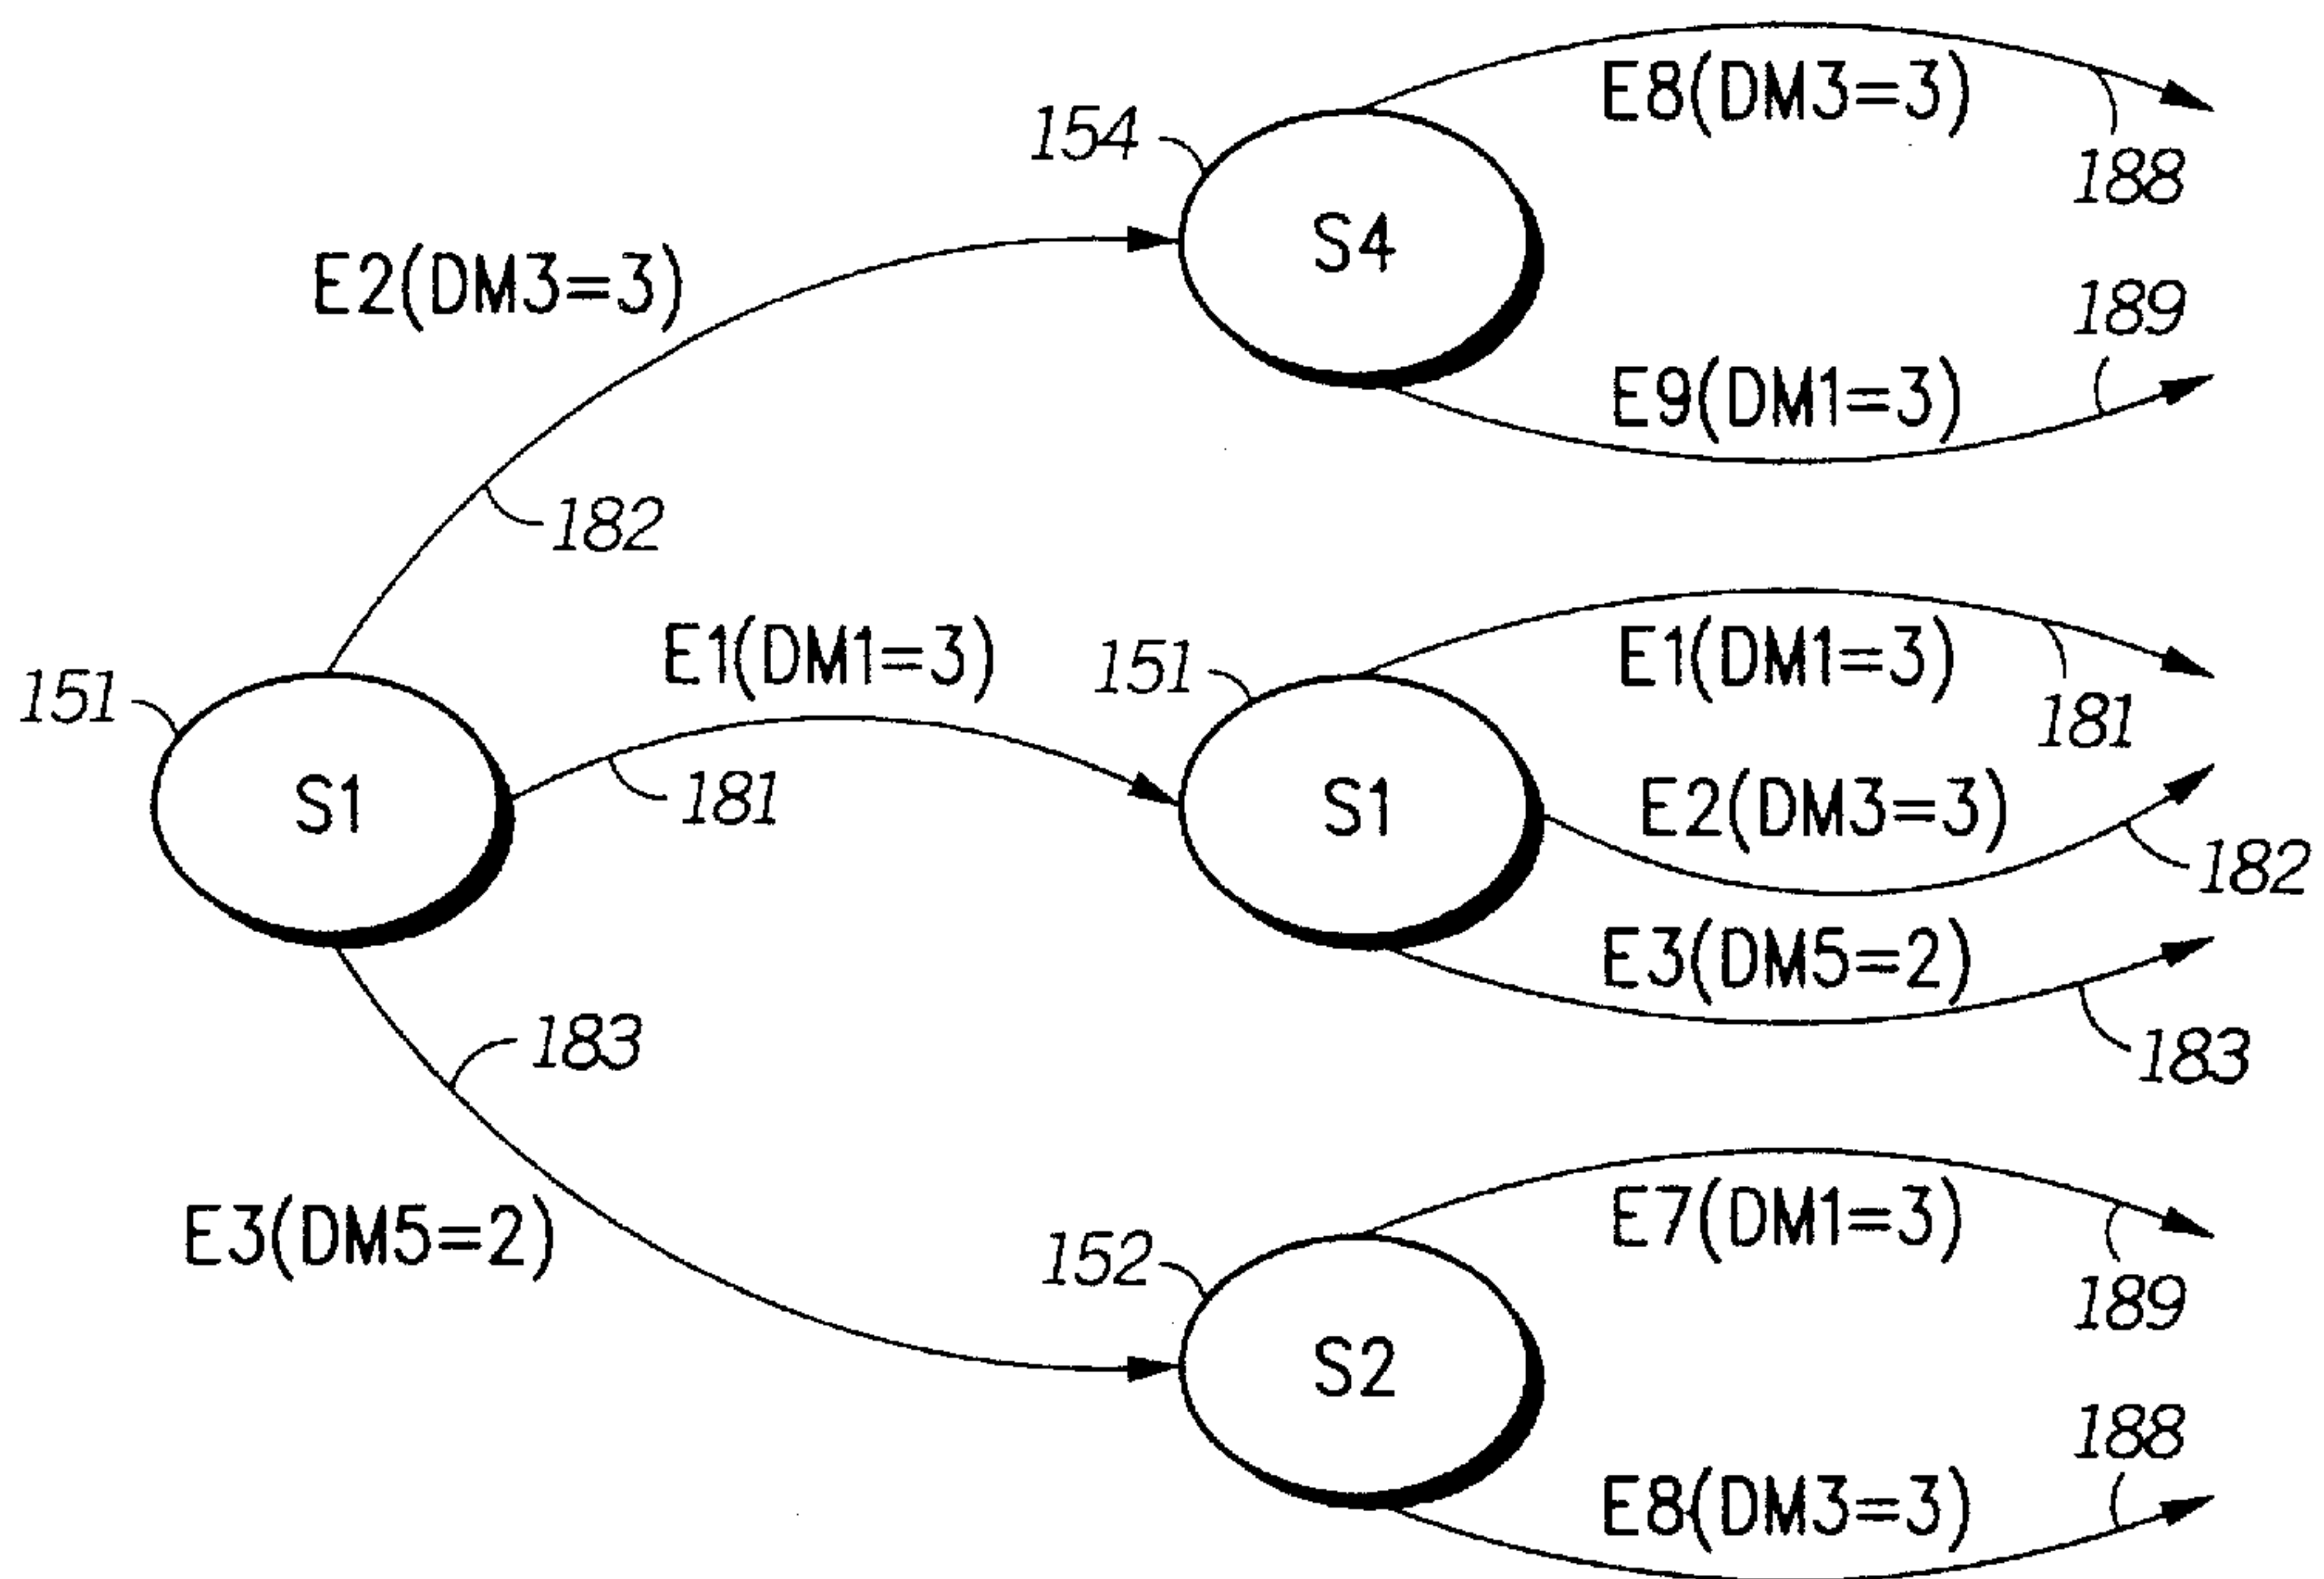 E8(DM3=3)
154
188
S4
E2(DM3=3)
189
E9(DM1=3)
182
E1(DM1=3)
E1(DM1=3)
151
151
181
S1
181
S1
E2(DM3=3)
182
E3(DM5=2)
183
183
E3(DM5=2)
E7(DM1=3)
152
189
S2
188
E8(DM3=3)